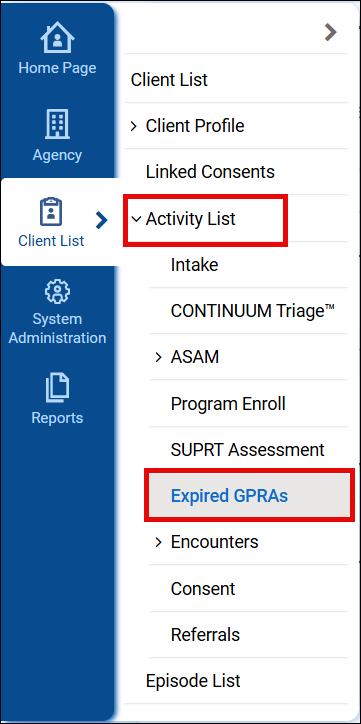 Home Page
Agency
Client List
System
Administration
Reports
Client List
Client Profile
Linked Consents
Activity List
Intake
CONTINUUM Triage™
ASAM
Program Enroll
SUPRT Assessment
Expired GPRAs
Encounters
Consent
Referrals
Episode List